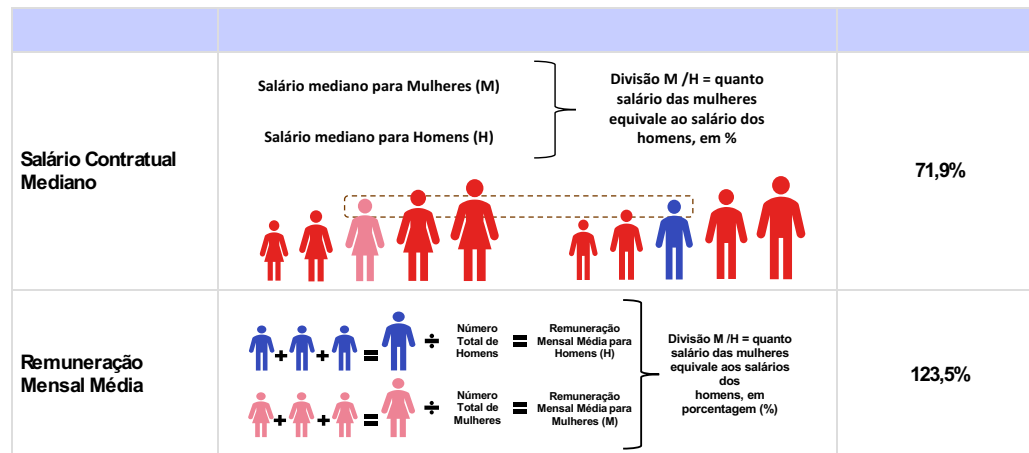 Salário Contratual
Mediano
Salário mediano para Mulheres (M)
Salário mediano para Homens (H)
Divisão M /H = quanto
salário das mulheres
equivale ao salário dos
homens, em %
71,9%
Remuneração
Mensal Média
Número
Total de
Homens
Remuneração
Mensal Média para
Homens (H)
Número
Total de
Mulheres
Remuneração
Mensal Média para
Mulheres (M)
Divisão M /H = quanto
salário das mulheres
equivale aos salários
dos
homens, em
porcentagem (%)
123,5%